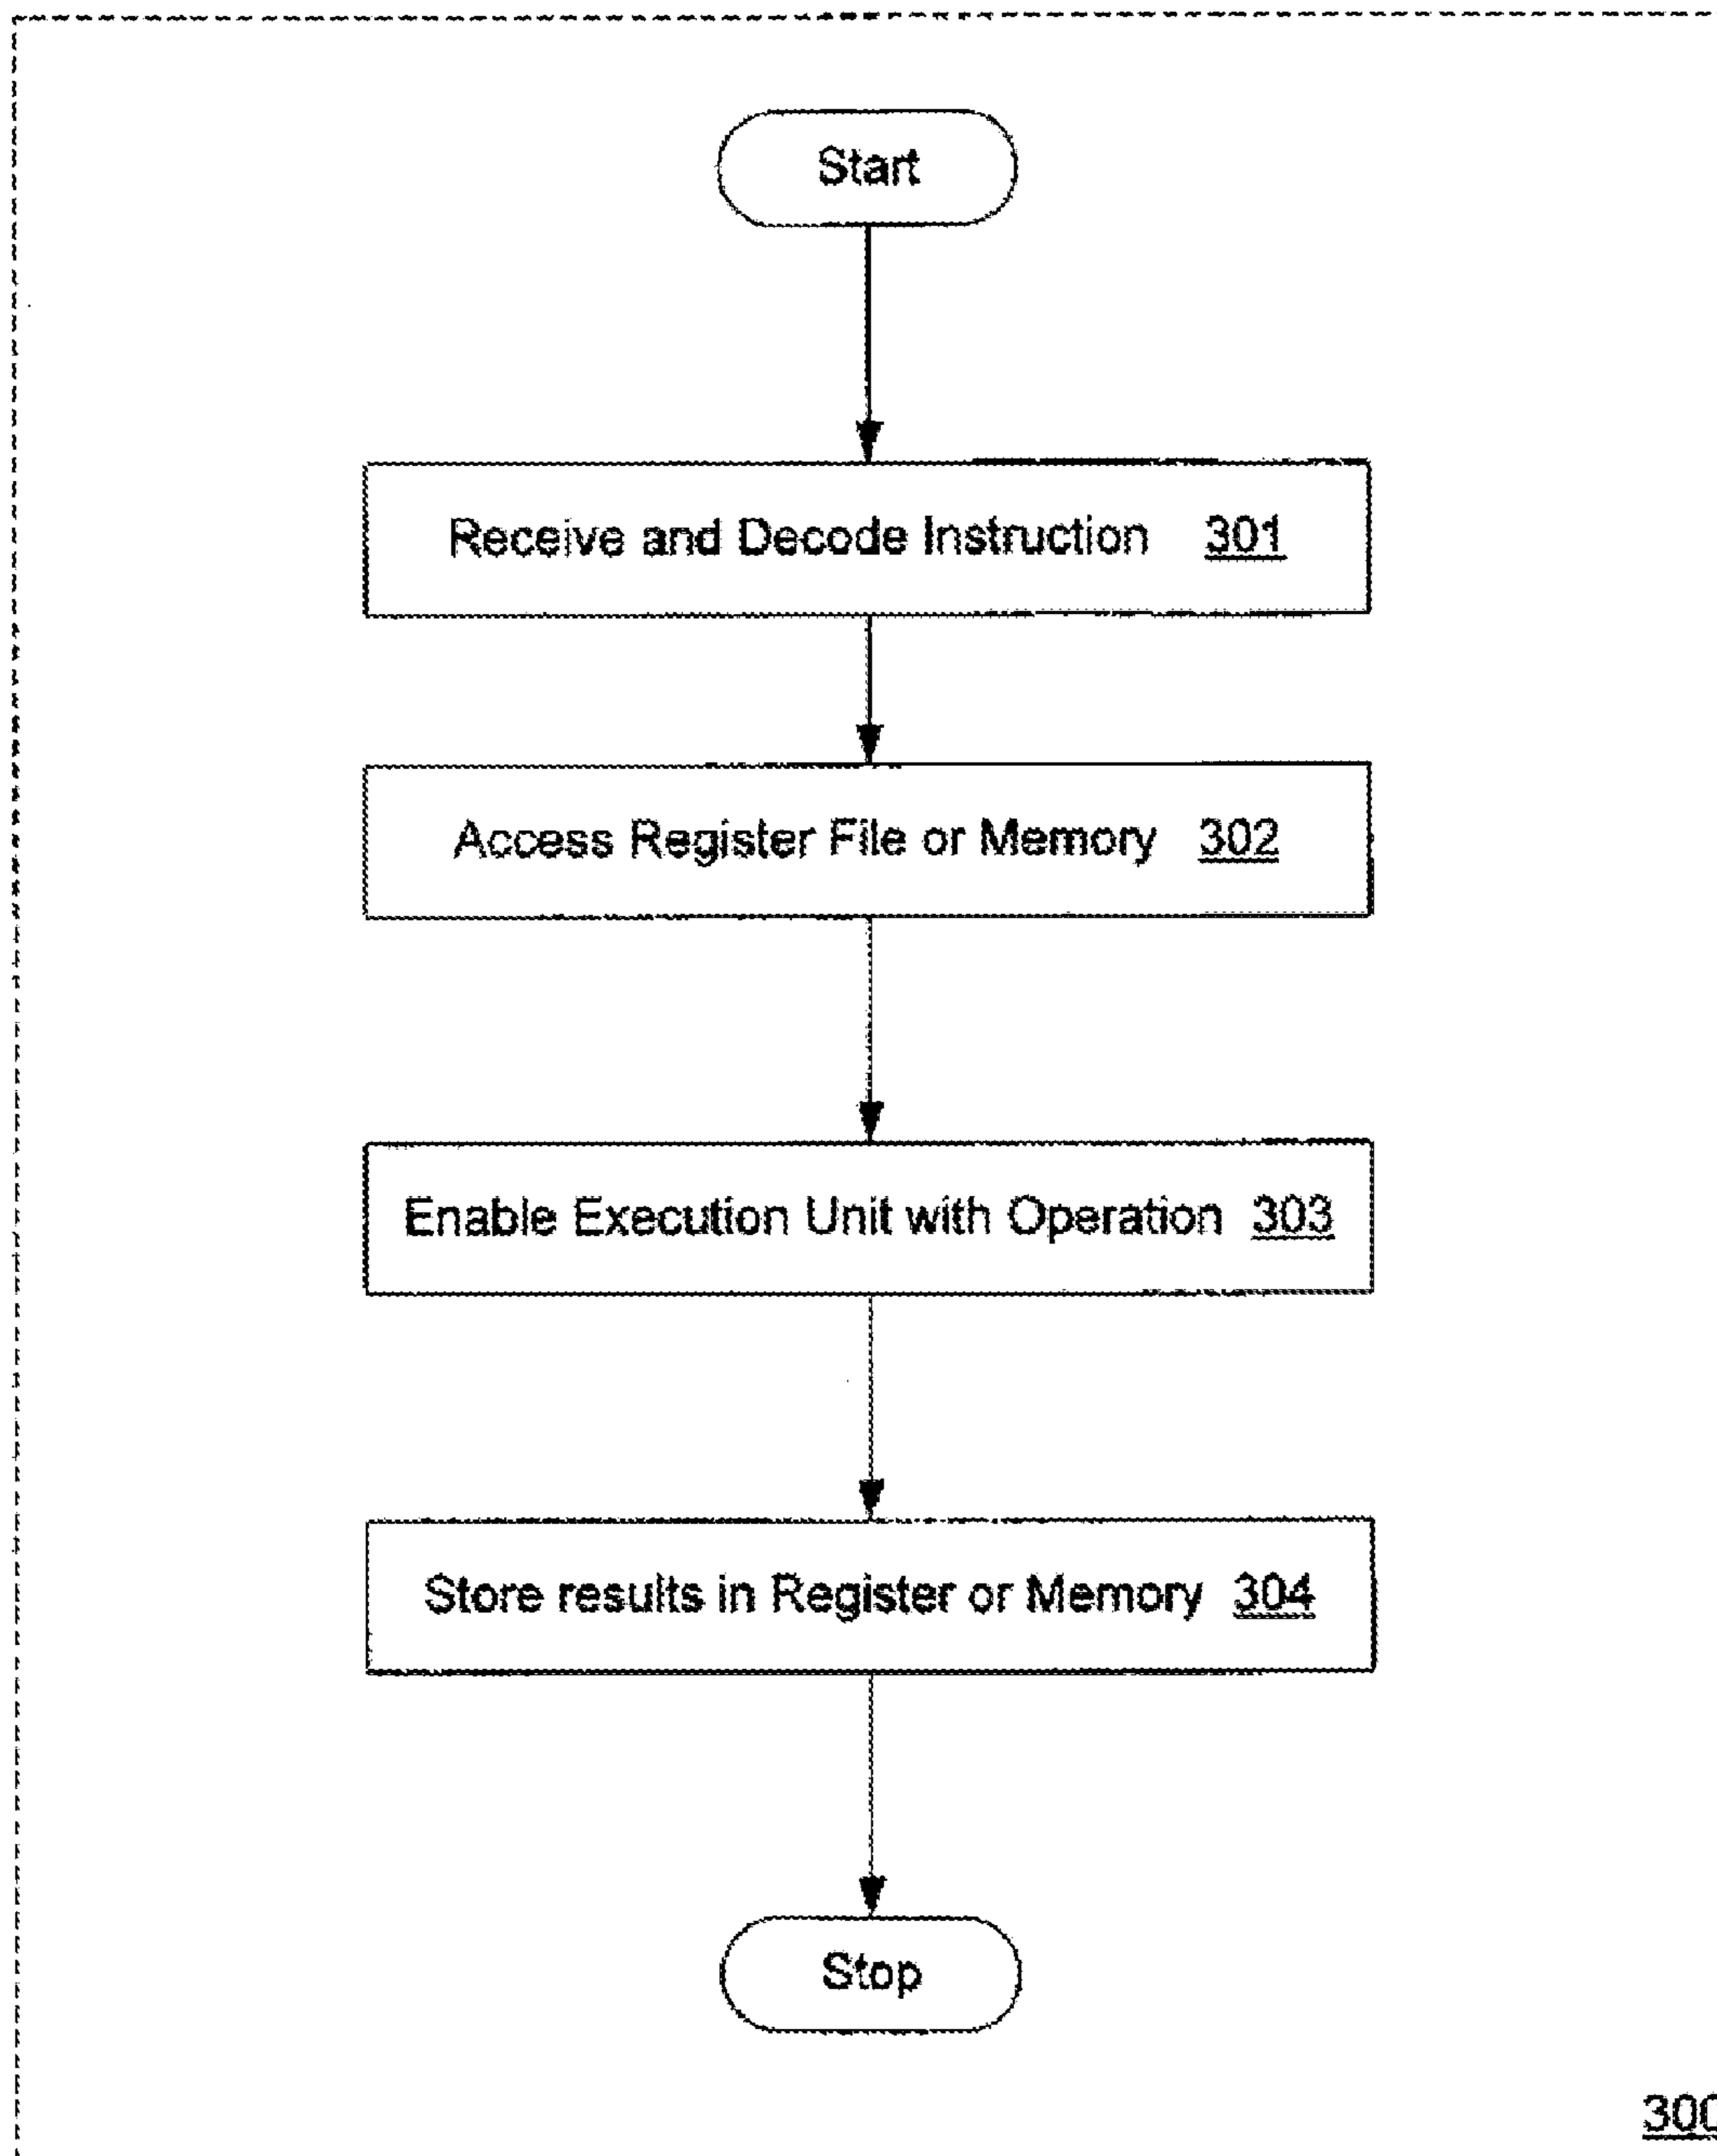 Start
Receive and Decode Instruction 301
Access Register File or Memory 302
Enable Execution Unit with Operation 303
Store results in Register or Memory 304
Stop
300